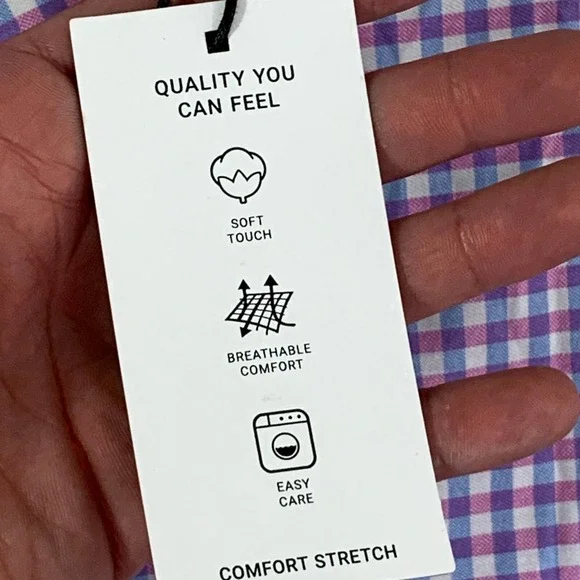 QUALITY YOU
CAN FEEL
SOFT
TOUCH
BREATHABLE
COMFORT
EASY
CARE
COMFORT STRETCH